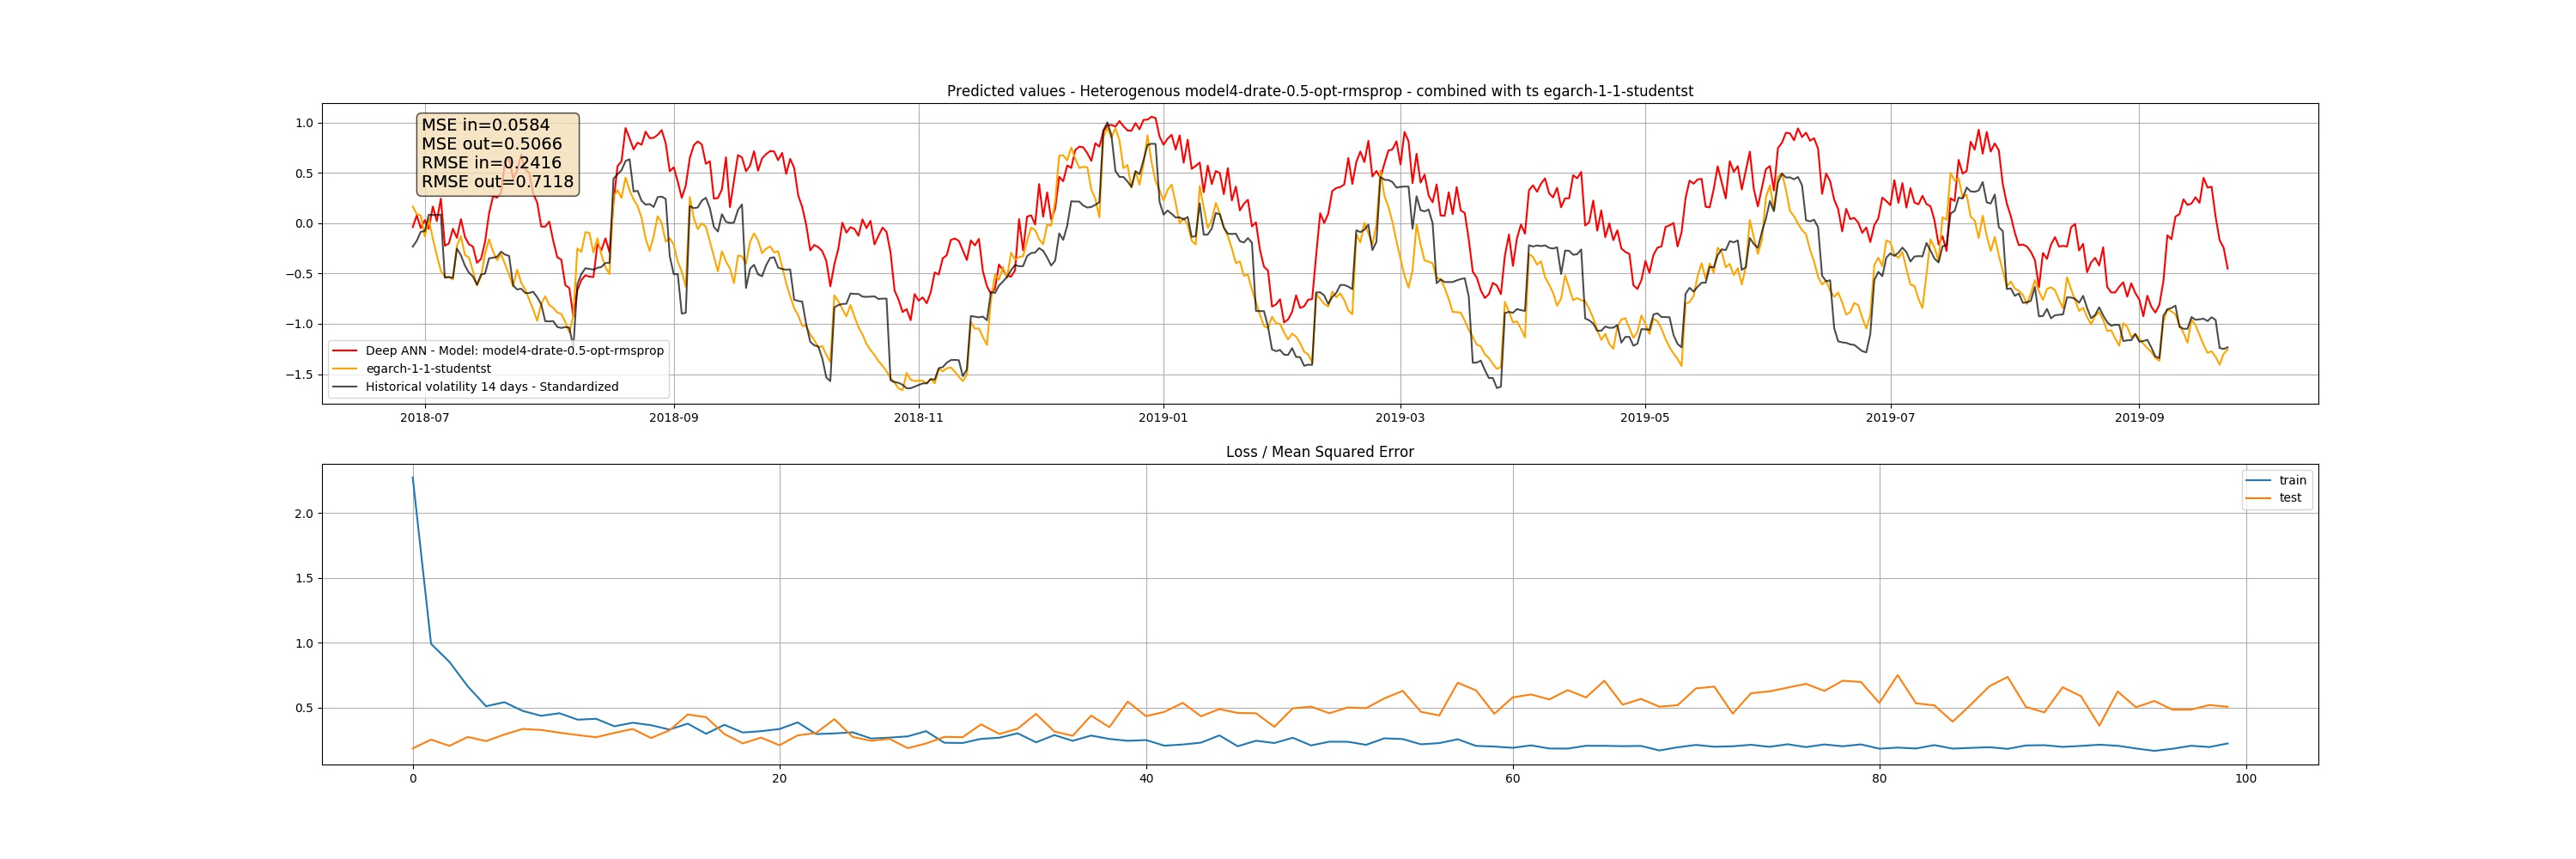 Predicted values - Heterogenous model4-drate-0.5-opt-rmsprop - combined with ts egarch-1-1-studentst
1.0
0.5
0.0
−0.5
−1.0
−1.5
MSE in=0.0584
MSE out=0.5066
RMSE in=0.2416
RMSE out=0.7118
Deep ANN - Model: model4-drate-0.5-opt-rmsprop
egarch-1-1-studentst
Historical volatility 14 days - Standardized
2018-07 2018-09 2018-11 2019-01 2019-03 2019-05 2019-07 2019-09
Loss / Mean Squared Error
2.0
1.5
1.0
0.5
train
test
0 20 40 60 80 100